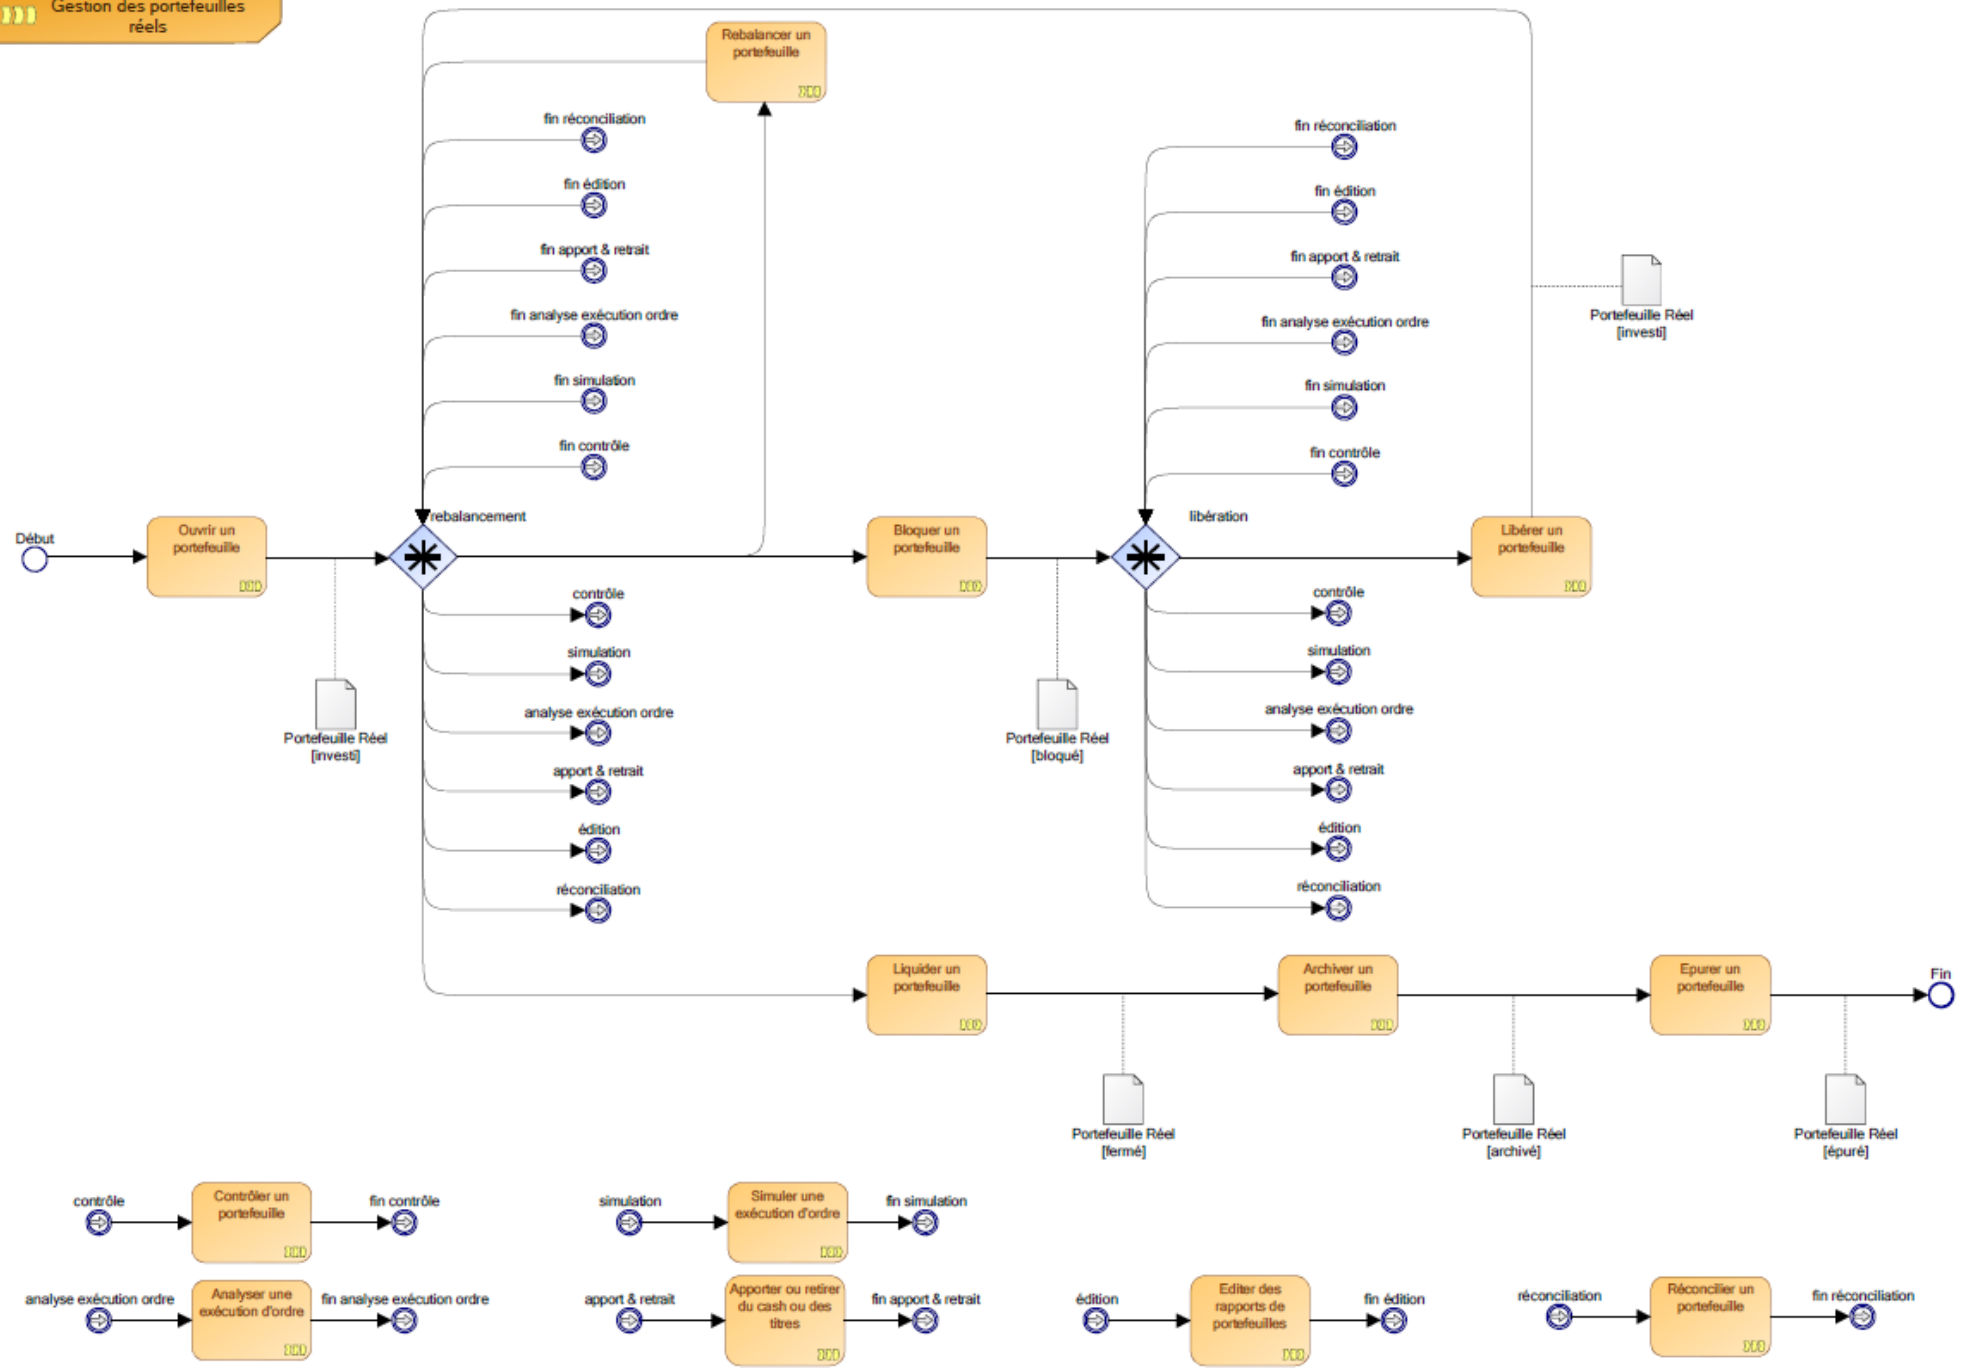 Gestion des portefeuilles
réels
Rebalancer un
portefeuille
fin réconciliation
fin édition
fin apport & retrait
fin analyse exécution ordre
fin simulation
fin contrôle
fin réconciliation
fin édition
fin apport & retrait
fin analyse exécution ordre
fin simulation
fin contrôle
Portefeuille Réel
[investi]
Début
Ouvrir un
portefeuille
rebalancement
Bloquer un
portefeuille
libération
Libérer un
portefeuille
Portefeuille Réel
[investi]
contrôle
simulation
analyse exécution ordre
apport & retrait
édition
réconciliation
Portefeuille Réel
[bloqué]
contrôle
simulation
analyse exécution ordre
apport & retrait
édition
réconciliation
Liquider un
portefeuille
Archiver un
portefeuille
Epurer un
portefeuille
Fin
Portefeuille Réel
[fermé]
Portefeuille Réel
[archivé]
Portefeuille Réel
[épuré]
contrôle
Contrôler un
portefeuille
fin contrôle
simulation
Simuler une
exécution d'ordre
fin simulation
analyse exécution ordre
Analyser une
exécution d'ordre
fin analyse exécution ordre
apport & retrait
Apporter ou retirer
du cash ou des
titres
fin apport & retrait
édition
Editer des
rapports de
portefeuilles
fin édition
réconciliation
Réconcilier un
portefeuille
fin réconciliation